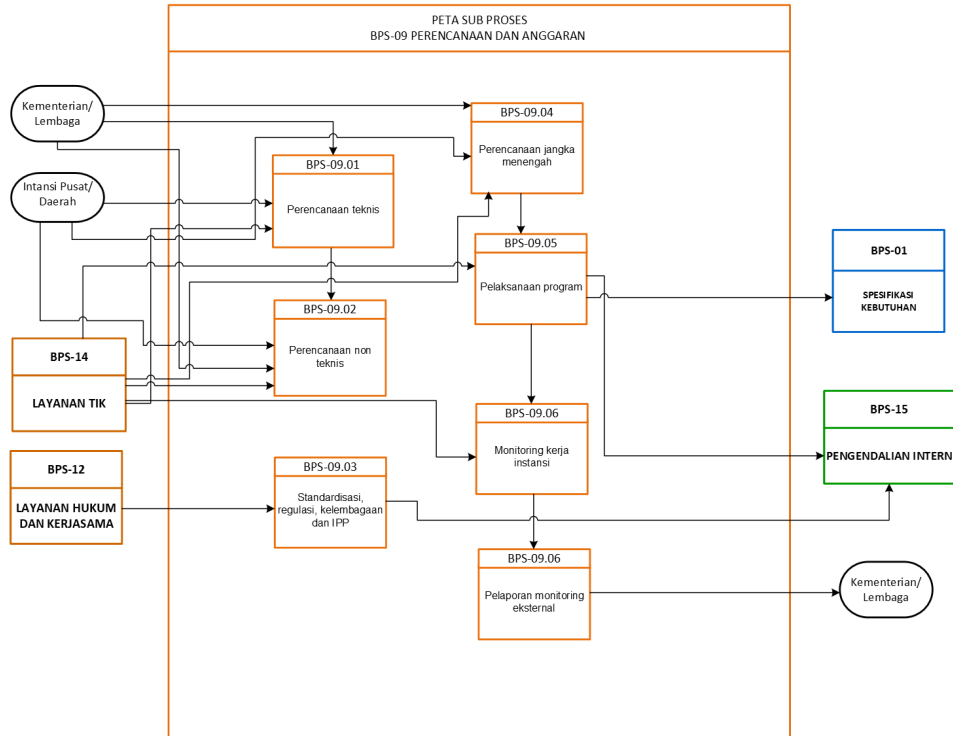 PETA SUB PROSES
BPS-09 PERENCANAAN DAN ANGGARAN
Kementerian/
Lembaga
BPS-09.04
Perencanaan jangka
menengah
BPS-09.01
Perencanaan teknis
Intansi Pusat/
Daerah
BPS-09.05
Pelaksanaan program
BPS-01
SPESIFIKASI
KEBUTUHAN
BPS-09.02
Perencanaan non
teknis
BPS-14
LAYANAN TIK
BPS-09.06
Monitoring kerja
instansi
BPS-15
PENGENDALIAN INTERN
BPS-12
LAYANAN HUKUM
DAN KERJASAMA
BPS-09.03
Standardisasi,
regulasi, kelembagaan
dan IPP
BPS-09.06
Pelaporan monitoring
eksternal
Kementerian/
Lembaga